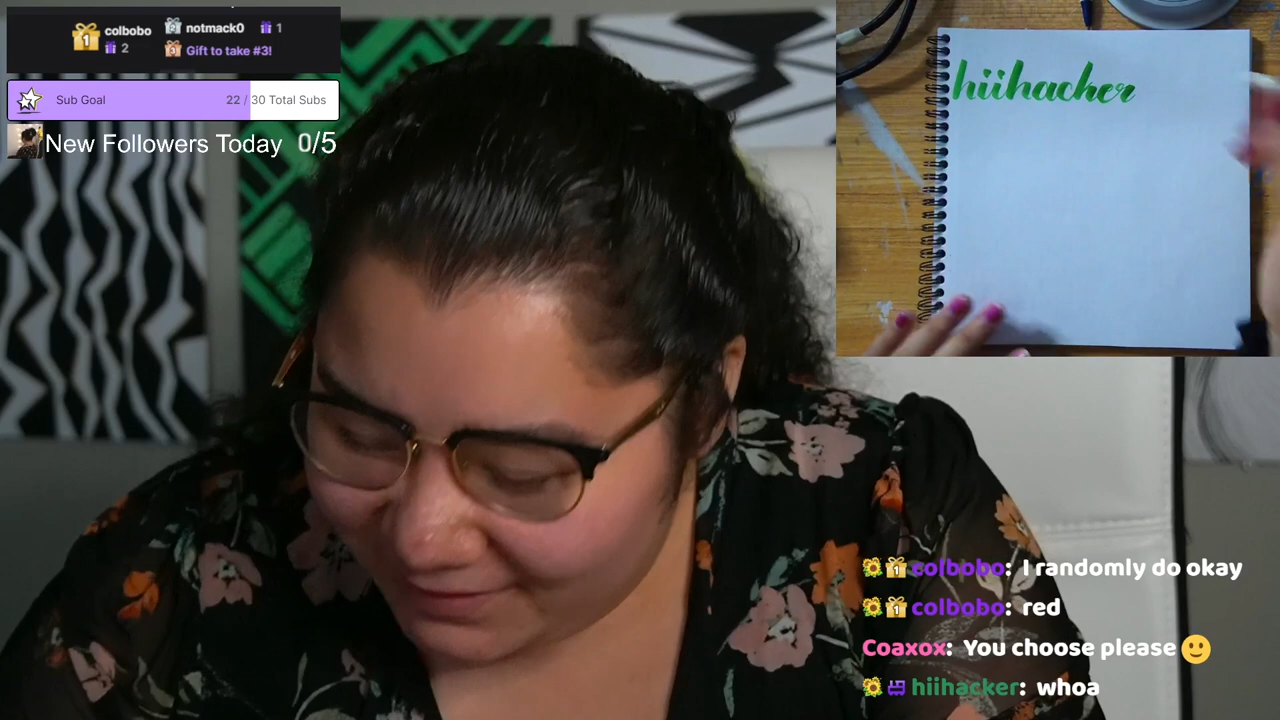 colbobo
2
notmack0 1
Gift to take #3!
Sub Goal 22 / 30 Total Subs
New Followers Today 0/5
hiihacker
colbobo: I randomly do okay
colbobo: red
Coaxox: You choose please
hiihacker: whoa